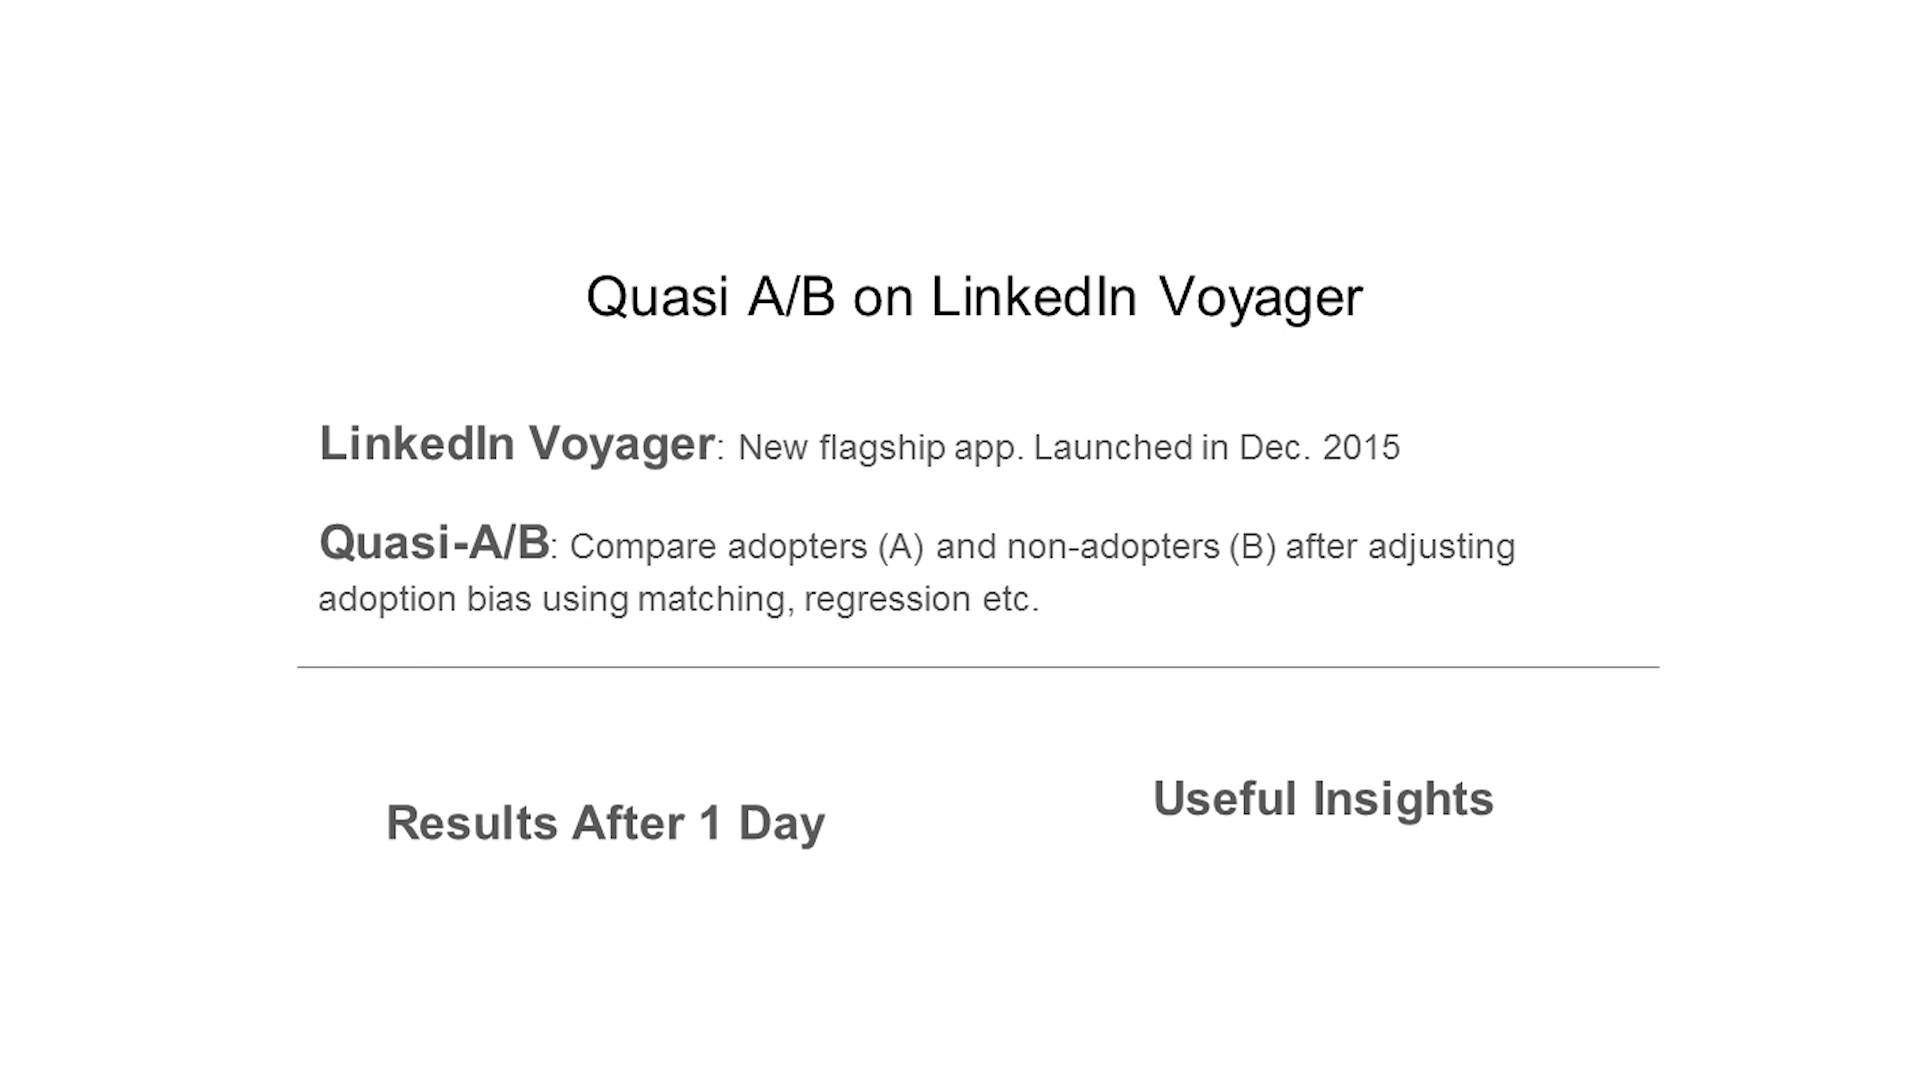 Quasi A/B on LinkedIn Voyager
LinkedIn Voyager: New flagship app. Launched in Dec. 2015
Quasi-A/B: Compare adopters (A) and non-adopters (B) after adjusting
adoption bias using matching, regression etc.
Results After 1 Day
Useful Insights